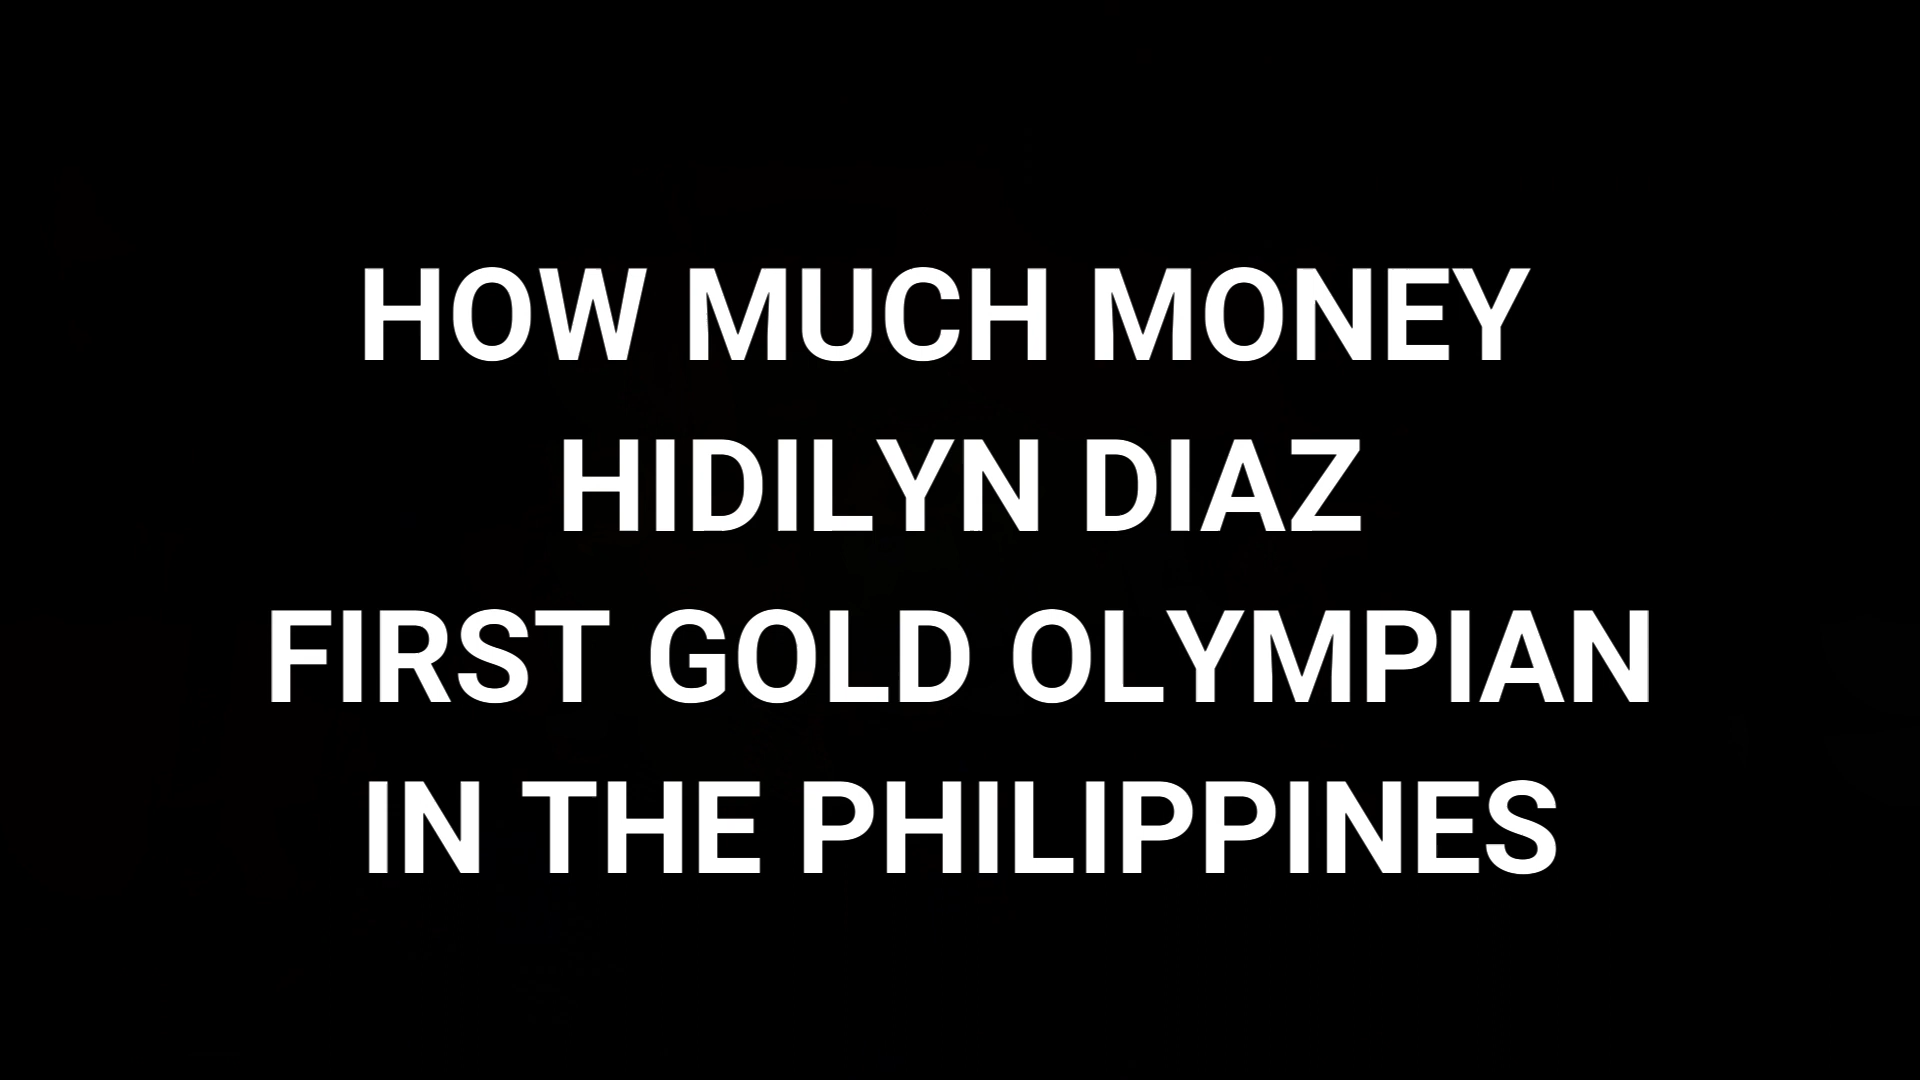 HOW MUCH MONEY
HIDILYN DIAZ
FIRST GOLD OLYMPIAN
IN THE PHILIPPINES